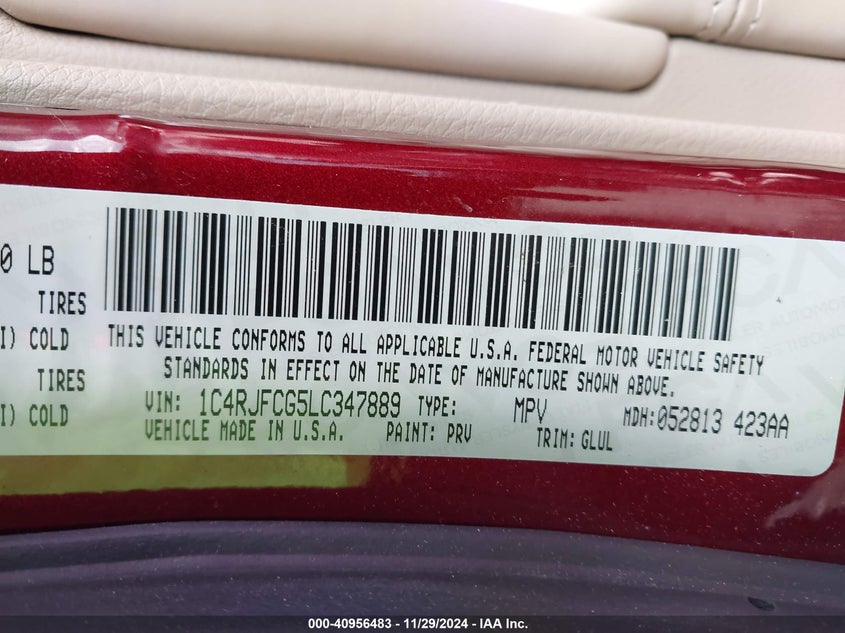 0 LB
TIRES
I) COLD
TIRES
I) COLD
THIS VEHICLE CONFORMS TO ALL APPLICABLE U.S.A. FEDERAL MOTOR VEHICLE SAFETY
STANDARDS IN EFFECT ON THE DATE OF MANUFACTURE SHOWN ABOVE.
VIN: 1C4RJFCG5LC347889 TYPE: MPV MDH:052813 423AA
VEHICLE MADE IN U.S.A. PAINT: PRV TRIM: GLUL
000-40956483 - 11/29/2024 - IAA Inc.